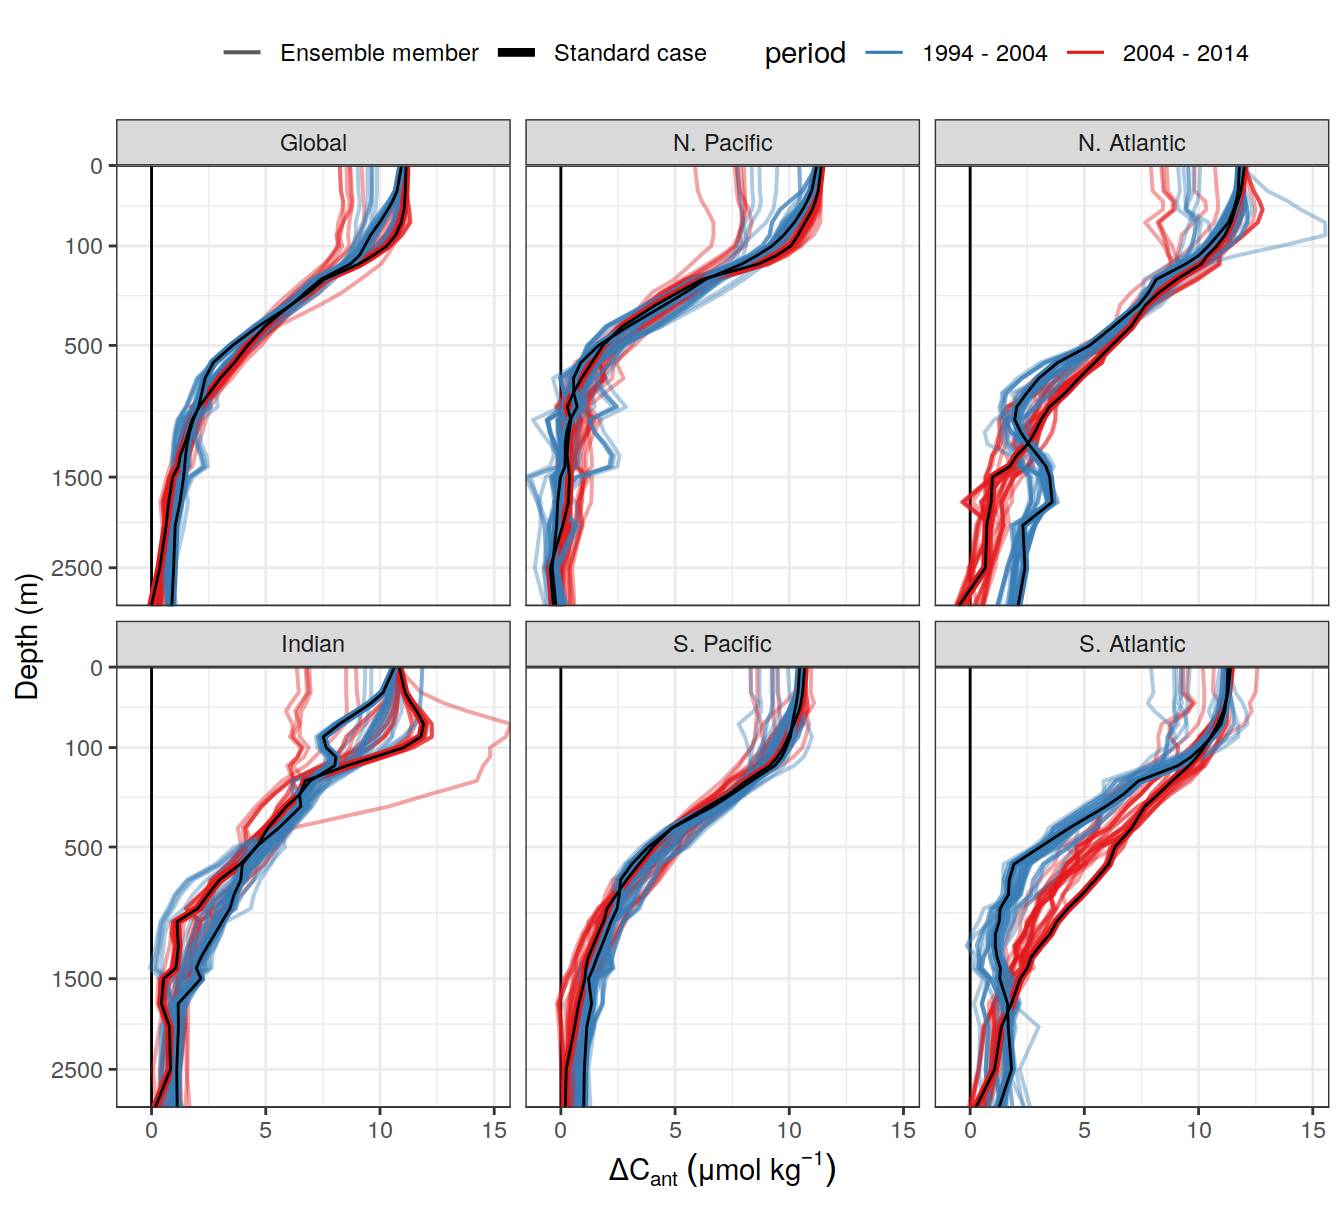 Ensemble member Standard case period 1994 - 2004 2004 - 2014
Global N. Pacific N. Atlantic
0
100
500
1500
2500
Depth (m)
Indian S. Pacific S. Atlantic
0
100
500
1500
2500
0 5 10 15 0 5 10 15 0 5 10 15
ΔCant (μmol kg−1)